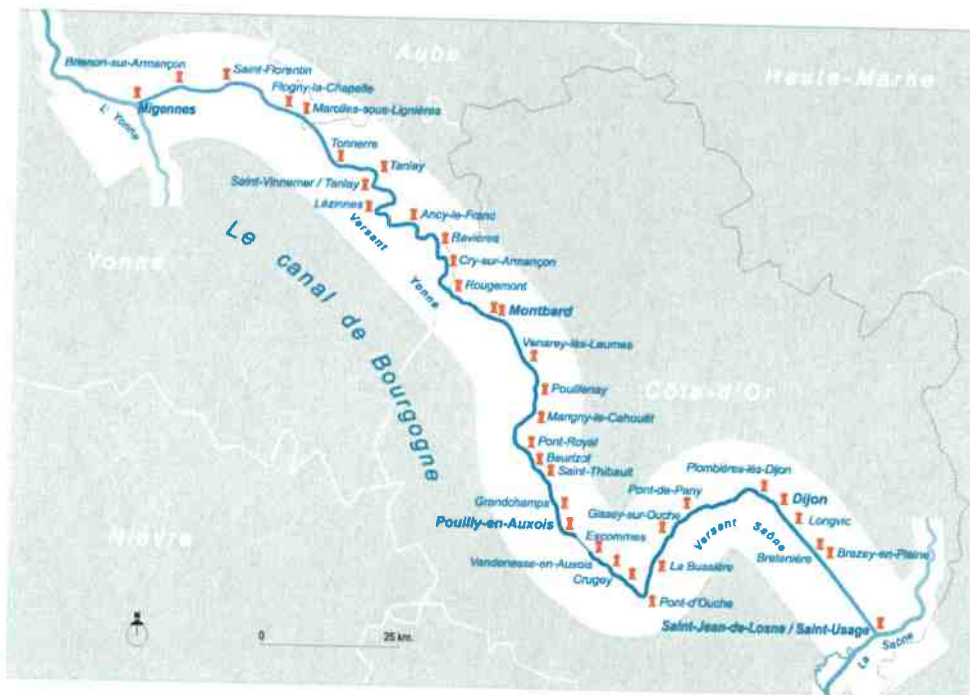 Aube
Haute-Marne
Brienon-sur-Armançon
Saint-Florentin
Flogny-la-Chapelle
Migennes
Marolles-sous-Lignières
L'Yonne
Tonnerre
Tanlay
Saint-Vinnemer / Tanlay
Lézinnes
Ancy-le-Franc
Versant
Yonne
Ravières
Cry-sur-Armançon
Rougemont
Yonne
Le canal de Bourgogne
Montbard
Venarey-lès-Laumes
Pouillenay
Côte-d'Or
Marigny-le-Cahouët
Pont-Royal
Beurizot
Saint-Thibault
Plombières-lès-Dijon
Grandchamps
Pont-de-Pany
Dijon
Gissey-sur-Ouche
Longvic
Pouilly-en-Auxois
Versant Saône
Nièvre
Escommes
Bretenière
Brazey-en-Plaine
Vandenesse-en-Auxois
La Bussière
Crugey
Pont-d'Ouche
N
Saint-Jean-de-Losne / Saint-Usage
0 25 km.
La Saône